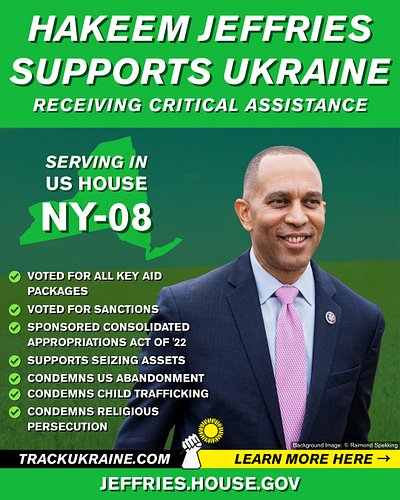 HAKEEM JEFFRIES
SUPPORTS UKRAINE
RECEIVING CRITICAL ASSISTANCE
SERVING IN
US HOUSE
NY-08
VOTED FOR ALL KEY AID
PACKAGES
VOTED FOR SANCTIONS
SPONSORED CONSOLIDATED
APPROPRIATIONS ACT OF '22
SUPPORTS SEIZING ASSETS
CONDEMNS US ABANDONMENT
CONDEMNS CHILD TRAFFICKING
CONDEMNS RELIGIOUS
PERSECUTION
Background Image: © Raimond Spekking
TRACKUKRAINE.COM
LEARN MORE HERE →
JEFFRIES.HOUSE.GOV